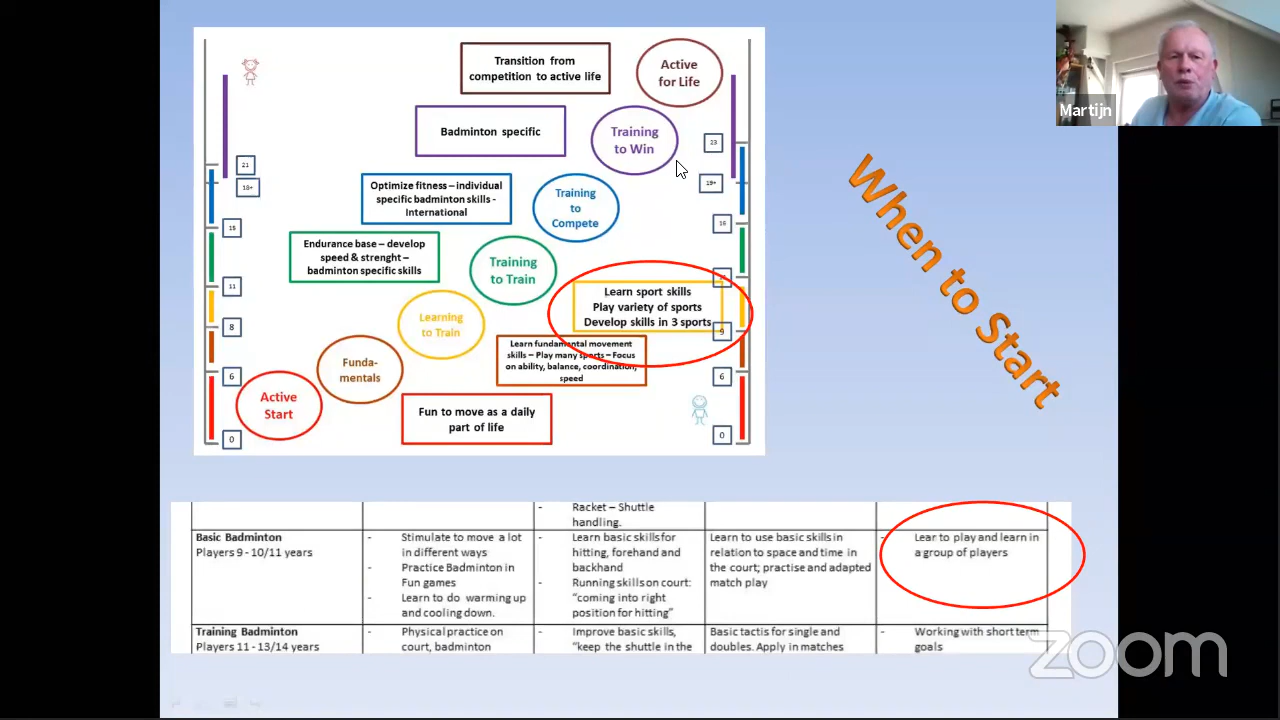 Transition from
competition to active life
Active
for Life
Badminton specific
Training
to Win
23
21
18+
19+
Optimize fitness – individual
specific badminton skills -
International
Training
to
Compete
15
16
Endurance base – develop
speed & strenght –
badminton specific skills
Training
to Train
11
Learn sport skills
Play variety of sports
Develop skills in 3 sports
Learning
to Train
8
9
Learn fundamental movement
skills – Play many sports – Focus
on ability, balance, coordination,
speed
Funda-
mentals
6
6
Active
Start
Fun to move as a daily
part of life
0
0
When to Start
Martijn
- Racket – Shuttle
handling.
Basic Badminton
Players 9 - 10/11 years
- Stimulate to move a lot
in different ways
- Practice Badminton in
Fun games
- Learn to do warming up
and cooling down.
- Learn basic skills for
hitting, forehand and
backhand
- Running skills on court:
“coming into right
position for hitting”
Learn to use basic skills in
relation to space and time in
the court; practise and adapted
match play
- Lear to play and learn in
a group of players
Training Badminton
Players 11 - 13/14 years
- Physical practice on
court, badminton
- Improve basic skills,
“keep the shuttle in the
Basic tactis for single and
doubles. Apply in matches
- Working with short term
goals
zoom